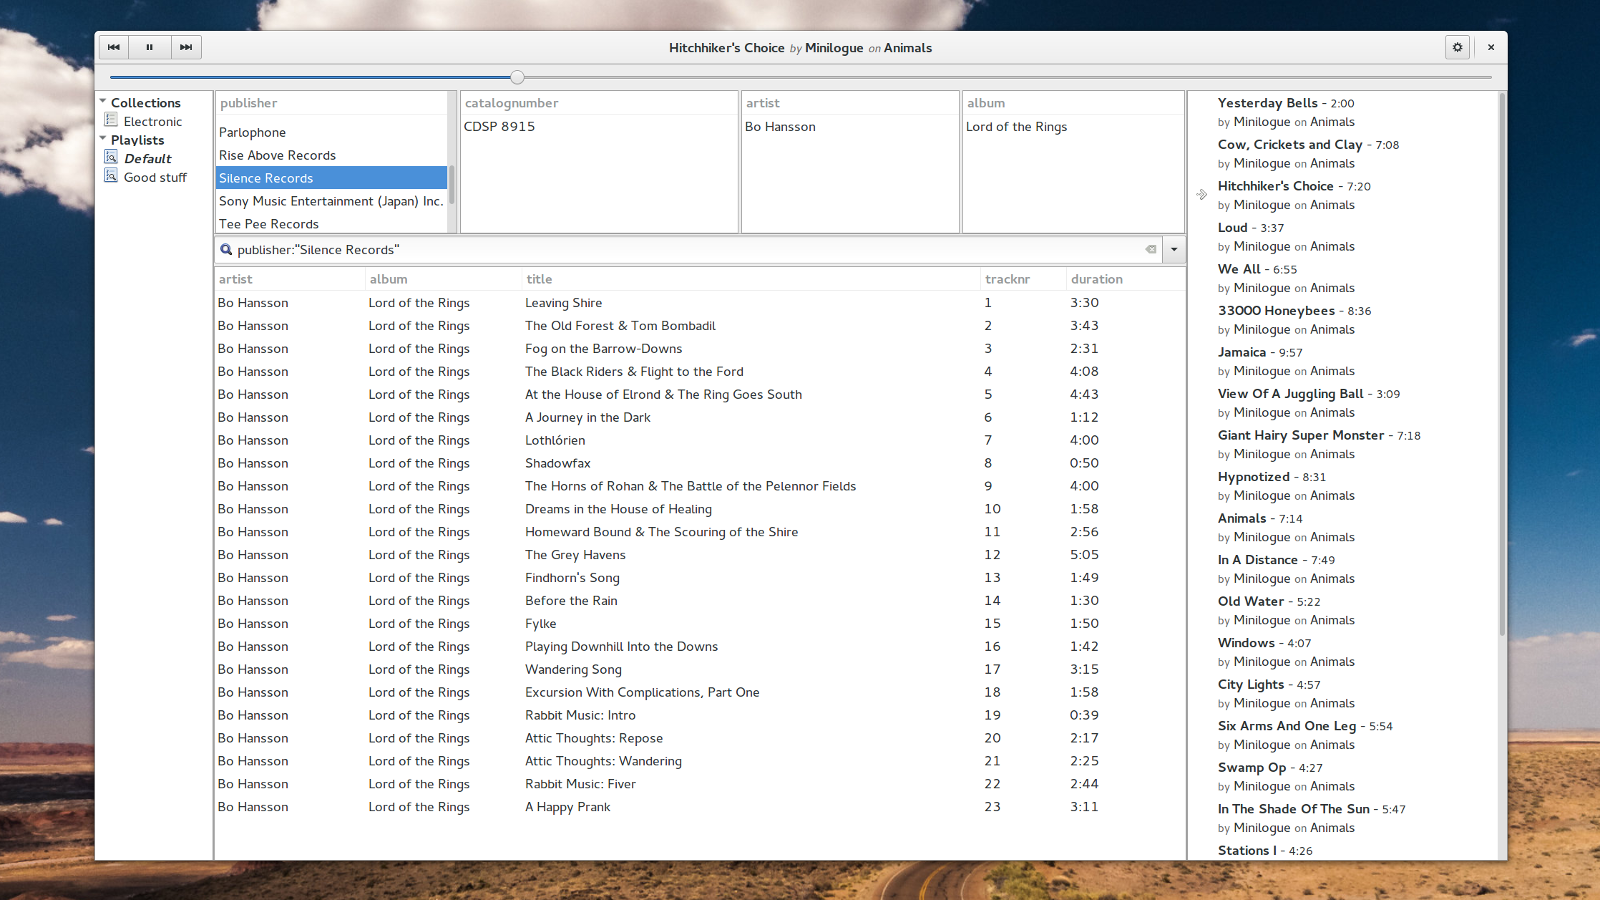 Hitchhiker's Choice by Minilogue on Animals
Collections
Electronic
Playlists
Default
Good stuff
publisher
Parlophone
Rise Above Records
Silence Records
Sony Music Entertainment (Japan) Inc.
Tee Pee Records
catalognumber
CDSP 8915
artist
Bo Hansson
album
Lord of the Rings
publisher:"Silence Records"
artist album title tracknr duration
Bo Hansson Lord of the Rings Leaving Shire 1 3:30
Bo Hansson Lord of the Rings The Old Forest & Tom Bombadil 2 3:43
Bo Hansson Lord of the Rings Fog on the Barrow-Downs 3 2:31
Bo Hansson Lord of the Rings The Black Riders & Flight to the Ford 4 4:08
Bo Hansson Lord of the Rings At the House of Elrond & The Ring Goes South 5 4:43
Bo Hansson Lord of the Rings A Journey in the Dark 6 1:12
Bo Hansson Lord of the Rings Lothlórien 7 4:00
Bo Hansson Lord of the Rings Shadowfax 8 0:50
Bo Hansson Lord of the Rings The Horns of Rohan & The Battle of the Pelennor Fields 9 4:00
Bo Hansson Lord of the Rings Dreams in the House of Healing 10 1:58
Bo Hansson Lord of the Rings Homeward Bound & The Scouring of the Shire 11 2:56
Bo Hansson Lord of the Rings The Grey Havens 12 5:05
Bo Hansson Lord of the Rings Findhorn's Song 13 1:49
Bo Hansson Lord of the Rings Before the Rain 14 1:30
Bo Hansson Lord of the Rings Fylke 15 1:50
Bo Hansson Lord of the Rings Playing Downhill Into the Downs 16 1:42
Bo Hansson Lord of the Rings Wandering Song 17 3:15
Bo Hansson Lord of the Rings Excursion With Complications, Part One 18 1:58
Bo Hansson Lord of the Rings Rabbit Music: Intro 19 0:39
Bo Hansson Lord of the Rings Attic Thoughts: Repose 20 2:17
Bo Hansson Lord of the Rings Attic Thoughts: Wandering 21 2:25
Bo Hansson Lord of the Rings Rabbit Music: Fiver 22 2:44
Bo Hansson Lord of the Rings A Happy Prank 23 3:11
Yesterday Bells - 2:00
by Minilogue on Animals
Cow, Crickets and Clay - 7:08
by Minilogue on Animals
Hitchhiker's Choice - 7:20
by Minilogue on Animals
Loud - 3:37
by Minilogue on Animals
We All - 6:55
by Minilogue on Animals
33000 Honeybees - 8:36
by Minilogue on Animals
Jamaica - 9:57
by Minilogue on Animals
View Of A Juggling Ball - 3:09
by Minilogue on Animals
Giant Hairy Super Monster - 7:18
by Minilogue on Animals
Hypnotized - 8:31
by Minilogue on Animals
Animals - 7:14
by Minilogue on Animals
In A Distance - 7:49
by Minilogue on Animals
Old Water - 5:22
by Minilogue on Animals
Windows - 4:07
by Minilogue on Animals
City Lights - 4:57
by Minilogue on Animals
Six Arms And One Leg - 5:54
by Minilogue on Animals
Swamp Op - 4:27
by Minilogue on Animals
In The Shade Of The Sun - 5:47
by Minilogue on Animals
Stations I - 4:26